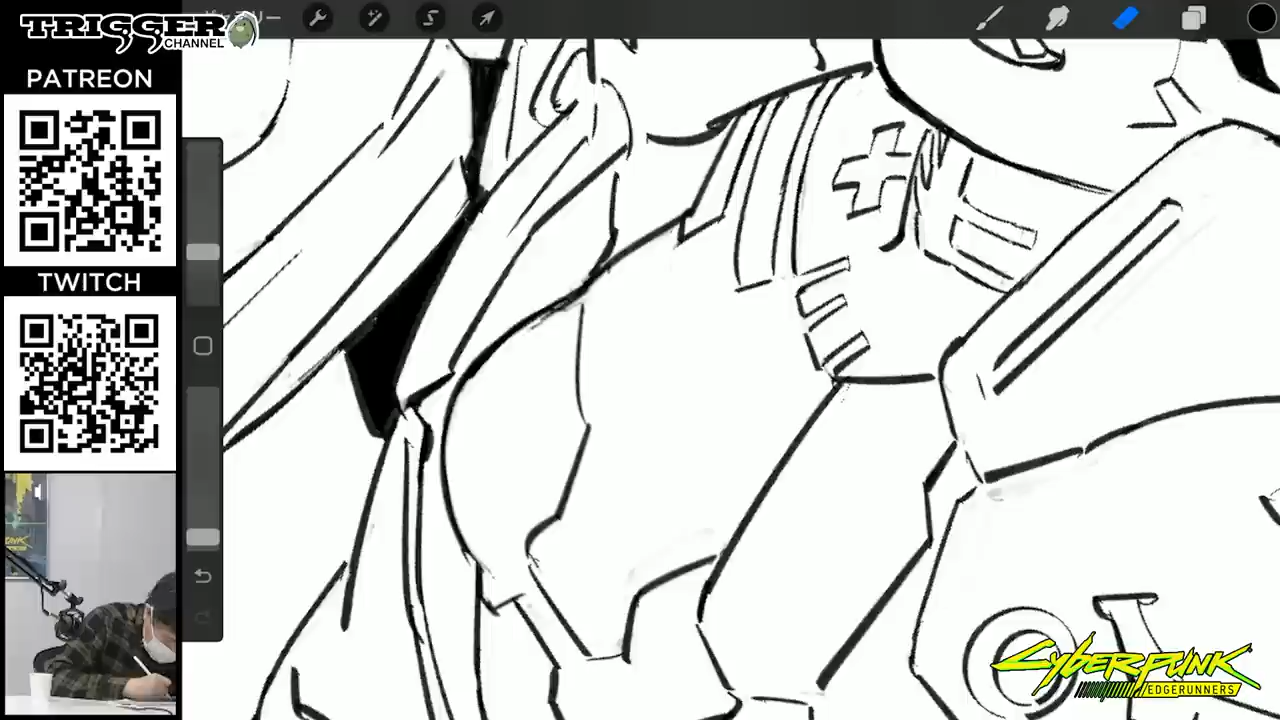 TRIGGER
CHANNEL
PATREON
TWITCH
CYBERPUNK
EDGERUNNERS